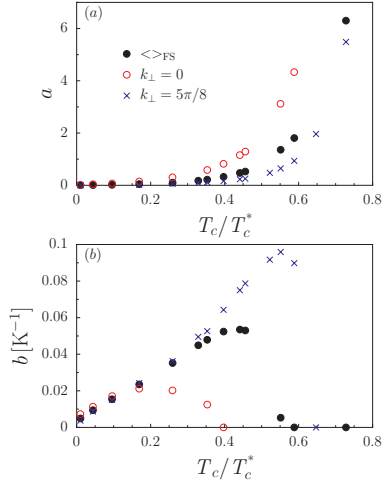 (a)
6
4
2
0
a
<>FS
k⊥ = 0
k⊥ = 5π/8
0 0.2 0.4 0.6 0.8
Tc/Tc*
(b)
0.1
0.08
0.06
0.04
0.02
0
b [K⁻¹]
0 0.2 0.4 0.6 0.8
Tc/Tc*